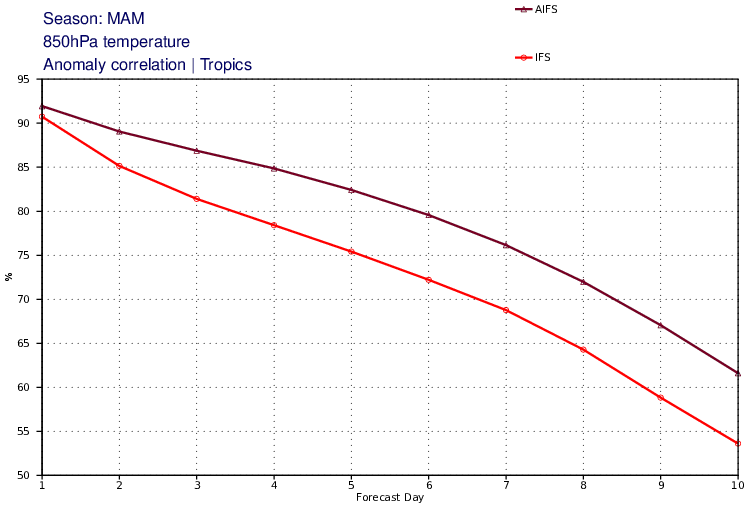 Season: MAM
850hPa temperature
Anomaly correlation | Tropics
AIFS
IFS
95
90
85
80
75
70
65
60
55
50
%
1 2 3 4 5 6 7 8 9 10
Forecast Day